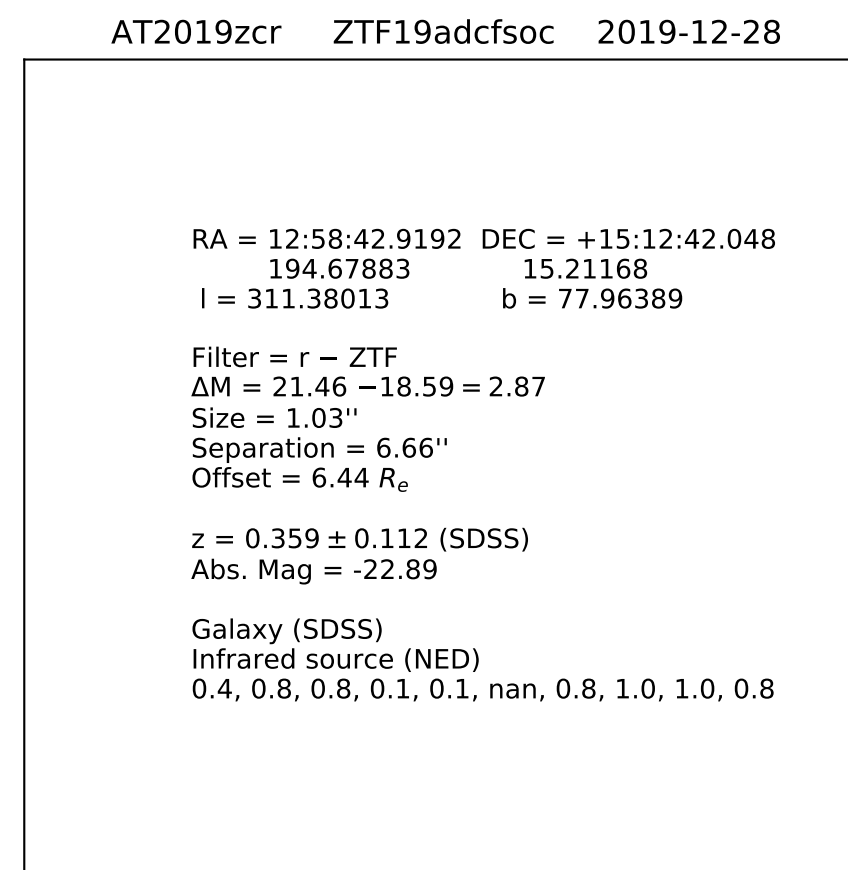 AT2019zcr ZTF19adcfsoc 2019-12-28
RA = 12:58:42.9192 DEC = +15:12:42.048
194.67883 15.21168
l = 311.38013 b = 77.96389
Filter = r − ZTF
ΔM = 21.46 −18.59 = 2.87
Size = 1.03''
Separation = 6.66''
Offset = 6.44 Rₑ
z = 0.359 ± 0.112 (SDSS)
Abs. Mag = -22.89
Galaxy (SDSS)
Infrared source (NED)
0.4, 0.8, 0.8, 0.1, 0.1, nan, 0.8, 1.0, 1.0, 0.8